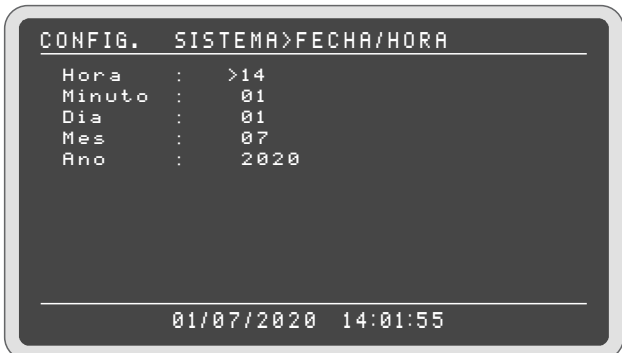 CONFIG. SISTEMA>FECHA/HORA
Hora : >14
Minuto : 01
Dia : 01
Mes : 07
Ano : 2020
01/07/2020 14:01:55